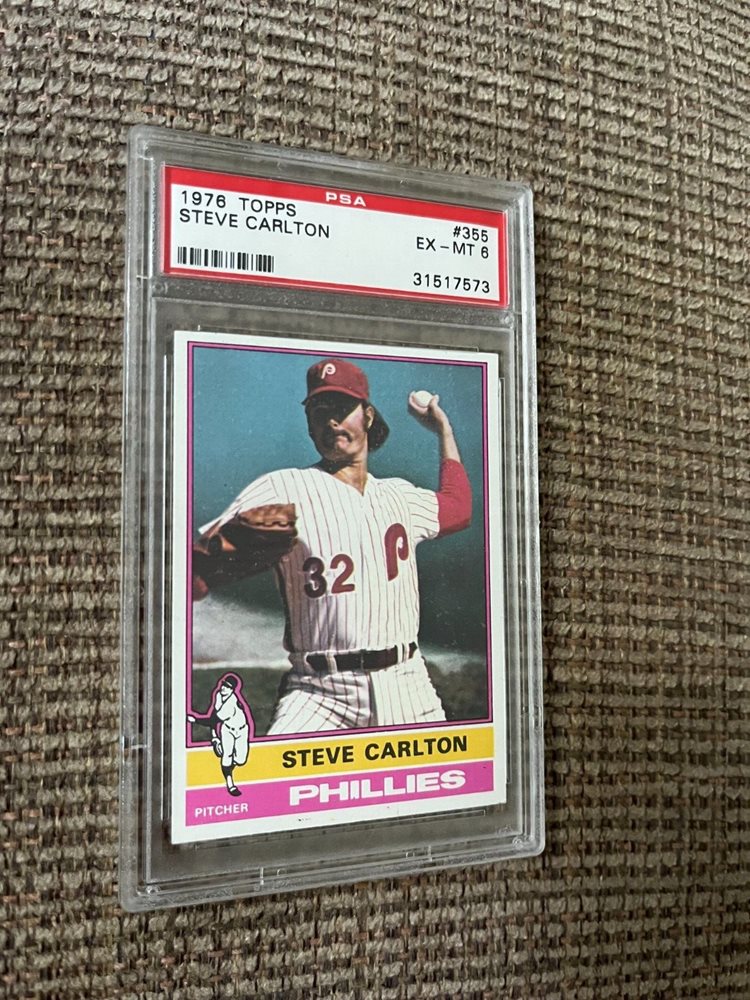 PSA
1976 TOPPS #355
STEVE CARLTON EX-MT 6
31517573
P
32 P
STEVE CARLTON
PITCHER PHILLIES